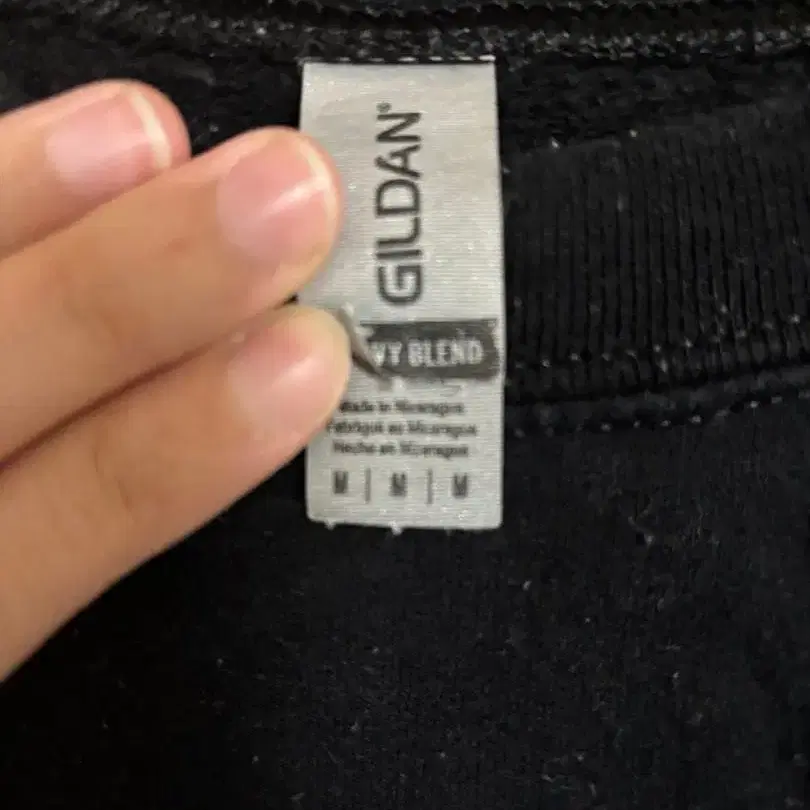 GILDAN®
VY BLEND
Made in Nicaragua
Fabriqué au Nicaragua
Hecho en Nicaragua
M | M | M